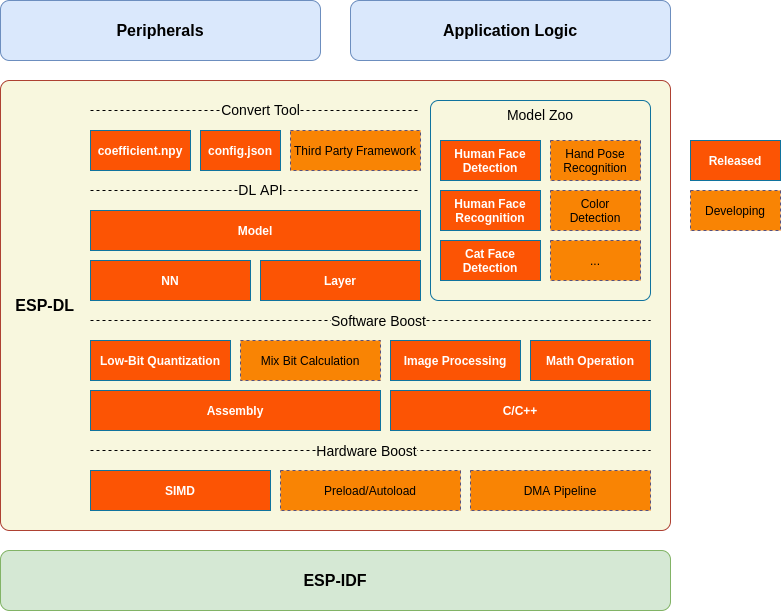 Peripherals
Application Logic
Convert Tool
coefficient.npy
config.json
Third Party Framework
DL API
Model
NN
Layer
Model Zoo
Human Face
Detection
Hand Pose
Recognition
Human Face
Recognition
Color
Detection
Cat Face
Detection
...
Released
Developing
ESP-DL
Software Boost
Low-Bit Quantization
Mix Bit Calculation
Image Processing
Math Operation
Assembly
C/C++
Hardware Boost
SIMD
Preload/Autoload
DMA Pipeline
ESP-IDF